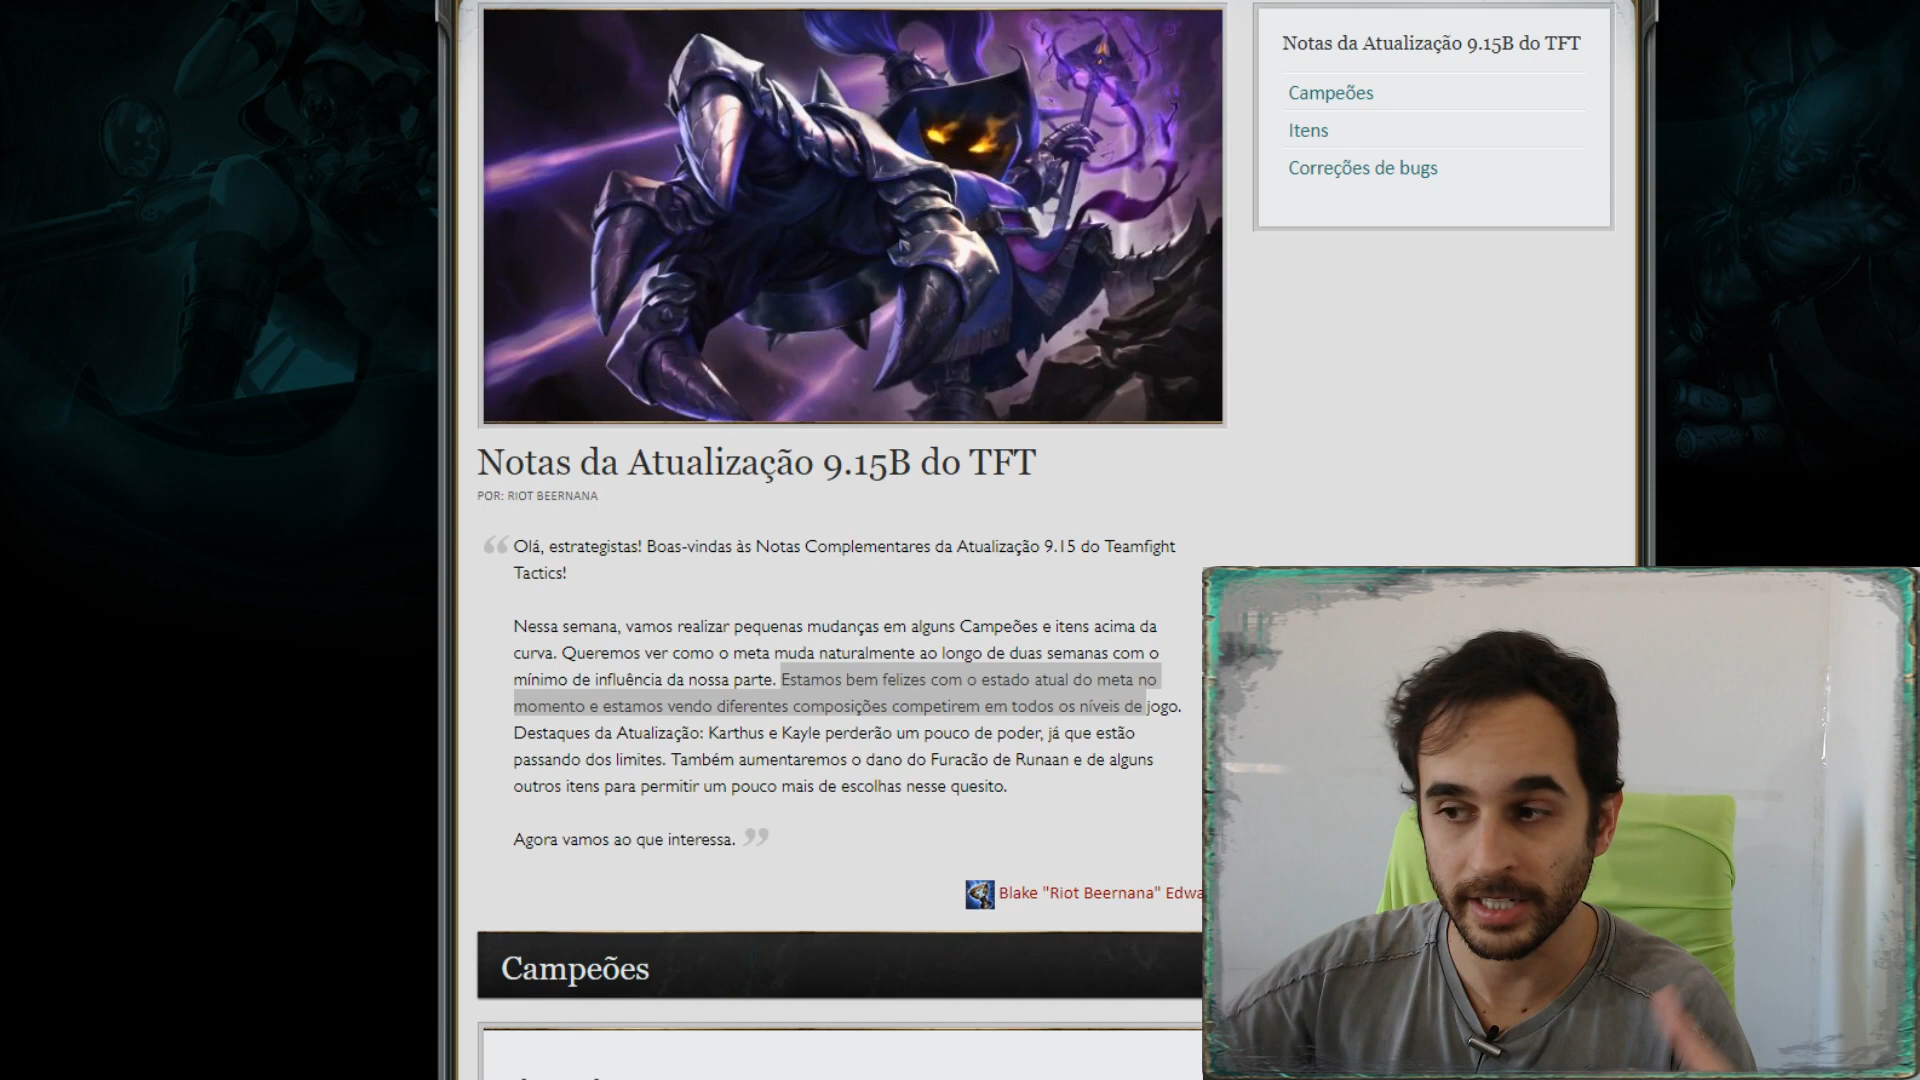 Notas da Atualização 9.15B do TFT
Campeões
Itens
Correções de bugs
Notas da Atualização 9.15B do TFT
POR: RIOT BEERNANA
“ Olá, estrategistas! Boas-vindas às Notas Complementares da Atualização 9.15 do Teamfight
Tactics!
Nessa semana, vamos realizar pequenas mudanças em alguns Campeões e itens acima da
curva. Queremos ver como o meta muda naturalmente ao longo de duas semanas com o
mínimo de influência da nossa parte. Estamos bem felizes com o estado atual do meta no
momento e estamos vendo diferentes composições competirem em todos os níveis de jogo.
Destaques da Atualização: Karthus e Kayle perderão um pouco de poder, já que estão
passando dos limites. Também aumentaremos o dano do Furacão de Runaan e de alguns
outros itens para permitir um pouco mais de escolhas nesse quesito.
Agora vamos ao que interessa. ”
Blake "Riot Beernana" Edwa
Campeões